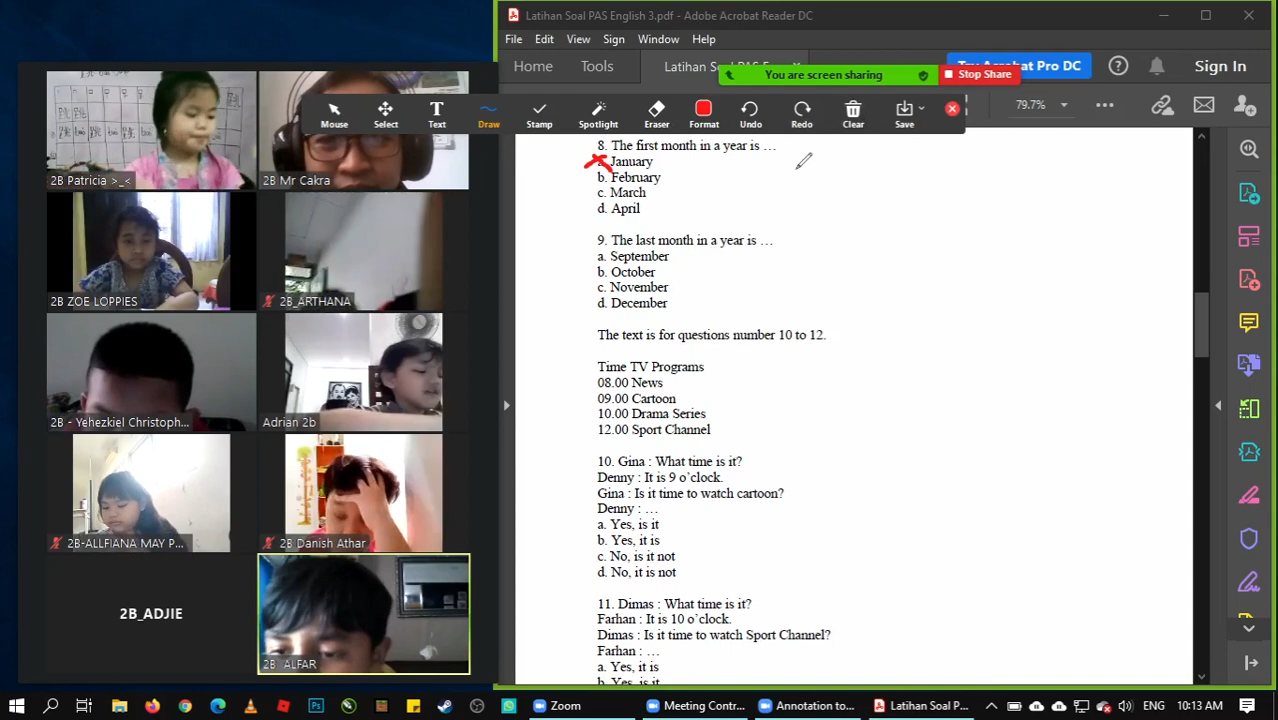 Latihan Soal PAS English 3.pdf - Adobe Acrobat Reader DC
File Edit View Sign Window Help
Home Tools
Try Acrobat Pro DC
Sign In
You are screen sharing
Stop Share
Mouse Select Text Draw Stamp Spotlight Eraser Format Undo Redo Clear Save
79.7%
8. The first month in a year is …
a. January
b. February
c. March
d. April
9. The last month in a year is …
a. September
b. October
c. November
d. December
The text is for questions number 10 to 12.
Time TV Programs
08.00 News
09.00 Cartoon
10.00 Drama Series
12.00 Sport Channel
10. Gina : What time is it?
Denny : It is 9 o’clock.
Gina : Is it time to watch cartoon?
Denny : …
a. Yes, is it
b. Yes, it is
c. No, is it not
d. No, it is not
11. Dimas : What time is it?
Farhan : It is 10 o’clock.
Dimas : Is it time to watch Sport Channel?
Farhan : …
a. Yes, it is
b. Yes, it is
2B Patricia >_<
2B Mr Cakra
2B ZOE LOPPIES
2B_ARTHANA
2B - Yehezkiel Christoph...
Adrian 2b
2B-ALLFIANA MAY P...
2B Danish Athar
2B_ADJIE
2B_ALFAR
Zoom
Meeting Contr...
Annotation to...
Latihan Soal P...
ENG
10:13 AM